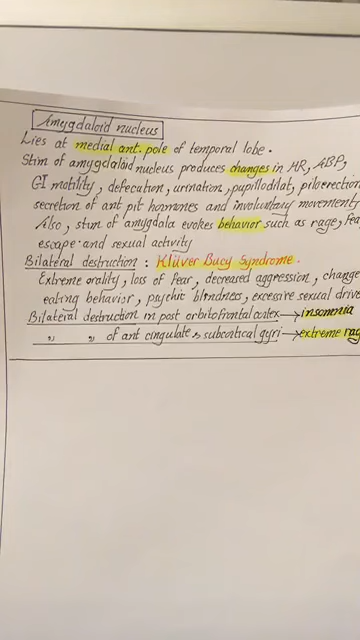 Amygdaloid nucleus
Lies at medial ant. pole of temporal lobe.
Stim of amygdaloid nucleus produces changes in HR, ABP,
GI motility, defecation, urination, pupillodilat, piloerection
secretion of ant pit hormones and involuntary movements
Also, stim of amygdala evokes behavior such as rage, fea
escape and sexual activity
Bilateral destruction : Klüver Bucy Syndrome.
Extreme orality, loss of fear, decreased aggression, change
eating behavior, psychic blindness, excessive sexual drive
Bilateral destruction in post orbitofrontal cortex → insomnia
„ „ of ant cingulate & subcortical gyri → extreme rag